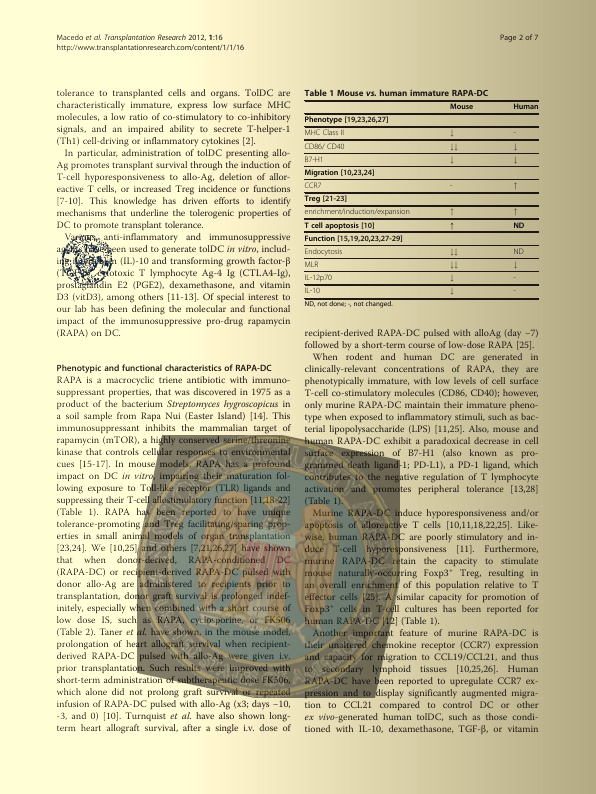 Macedo et al. Transplantation Research 2012, 1:16
http://www.transplantationresearch.com/content/1/1/16
Page 2 of 7
tolerance to transplanted cells and organs. TolDC are
characteristically immature, express low surface MHC
molecules, a low ratio of co-stimulatory to co-inhibitory
signals, and an impaired ability to secrete T-helper-1
(Th1) cell-driving or inflammatory cytokines [2].
In particular, administration of tolDC presenting allo-
Ag promotes transplant survival through the induction of
T-cell hyporesponsiveness to allo-Ag, deletion of allor-
eactive T cells, or increased Treg incidence or functions
[7-10]. This knowledge has driven efforts to identify
mechanisms that underline the tolerogenic properties of
DC to promote transplant tolerance.
anti-inflammatory and immunosuppressive
been used to generate tolDC in vitro, includ-
(IL)-10 and transforming growth factor-β
cytotoxic T lymphocyte Ag-4 Ig (CTLA4-Ig),
prostaglandin E2 (PGE2), dexamethasone, and vitamin
D3 (vitD3), among others [11-13]. Of special interest to
our lab has been defining the molecular and functional
impact of the immunosuppressive pro-drug rapamycin
(RAPA) on DC.
Phenotypic and functional characteristics of RAPA-DC
RAPA is a macrocyclic triene antibiotic with immuno-
suppressant properties, that was discovered in 1975 as a
product of the bacterium Streptomyces hygroscopicus in
a soil sample from Rapa Nui (Easter Island) [14]. This
immunosuppressant inhibits the mammalian target of
rapamycin (mTOR), a highly conserved serine/threonine
kinase that controls cellular responses to environmental
cues [15-17]. In mouse models, RAPA has a profound
impact on DC in vitro, impairing their maturation fol-
lowing exposure to Toll-like receptor (TLR) ligands and
suppressing their T-cell allostimulatory function [11,18-22]
(Table 1). RAPA has been reported to have unique
tolerance-promoting and Treg facilitating/sparing prop-
erties in small animal models of organ transplantation
[23,24]. We [10,25] and others [7,21,26,27] have shown
that when donor-derived, RAPA-conditioned DC
(RAPA-DC) or recipient-derived RAPA-DC pulsed with
donor allo-Ag are administered to recipients prior to
transplantation, donor graft survival is prolonged indef-
initely, especially when combined with a short course of
low dose IS, such as RAPA, cyclosporine, or FK506
(Table 2). Taner et al. have shown, in the mouse model,
prolongation of heart allograft survival when recipient-
derived RAPA-DC pulsed with allo-Ag were given i.v.
prior transplantation. Such results were improved with
short-term administration of subtherapeutic dose FK506,
which alone did not prolong graft survival or repeated
infusion of RAPA-DC pulsed with allo-Ag (x3; days −10,
-3, and 0) [10]. Turnquist et al. have also shown long-
term heart allograft survival, after a single i.v. dose of
Table 1 Mouse vs. human immature RAPA-DC
Mouse Human
Phenotype [19,23,26,27]
MHC Class II ↓ -
CD86/ CD40 ↓↓ ↓
B7-H1 ↓ ↓
Migration [10,23,24]
CCR7 - ↑
Treg [21-23]
enrichment/induction/expansion ↑ ↑
T cell apoptosis [10] ↑ ND
Function [15,19,20,23,27-29]
Endocytosis ↓↓ ND
MLR ↓↓ ↓
IL-12p70 ↓ -
IL-10 ↓ -
ND, not done; -, not changed.
recipient-derived RAPA-DC pulsed with alloAg (day −7)
followed by a short-term course of low-dose RAPA [25].
When rodent and human DC are generated in
clinically-relevant concentrations of RAPA, they are
phenotypically immature, with low levels of cell surface
T-cell co-stimulatory molecules (CD86, CD40); however,
only murine RAPA-DC maintain their immature pheno-
type when exposed to inflammatory stimuli, such as bac-
terial lipopolysaccharide (LPS) [11,25]. Also, mouse and
human RAPA-DC exhibit a paradoxical decrease in cell
surface expression of B7-H1 (also known as pro-
grammed death ligand-1; PD-L1), a PD-1 ligand, which
contributes to the negative regulation of T lymphocyte
activation and promotes peripheral tolerance [13,28]
(Table 1).
Murine RAPA-DC induce hyporesponsiveness and/or
apoptosis of alloreactive T cells [10,11,18,22,25]. Like-
wise, human RAPA-DC are poorly stimulatory and in-
duce T-cell hyporesponsiveness [11]. Furthermore,
murine RAPA-DC retain the capacity to stimulate
mouse naturally-occurring Foxp3⁺ Treg, resulting in
an overall enrichment of this population relative to T
effector cells [25]. A similar capacity for promotion of
Foxp3⁺ cells in T-cell cultures has been reported for
human RAPA-DC [12] (Table 1).
Another important feature of murine RAPA-DC is
their unaltered chemokine receptor (CCR7) expression
and capacity for migration to CCL19/CCL21, and thus
to secondary lymphoid tissues [10,25,26]. Human
RAPA-DC have been reported to upregulate CCR7 ex-
pression and to display significantly augmented migra-
tion to CCL21 compared to control DC or other
ex vivo-generated human tolDC, such as those condi-
tioned with IL-10, dexamethasone, TGF-β, or vitamin